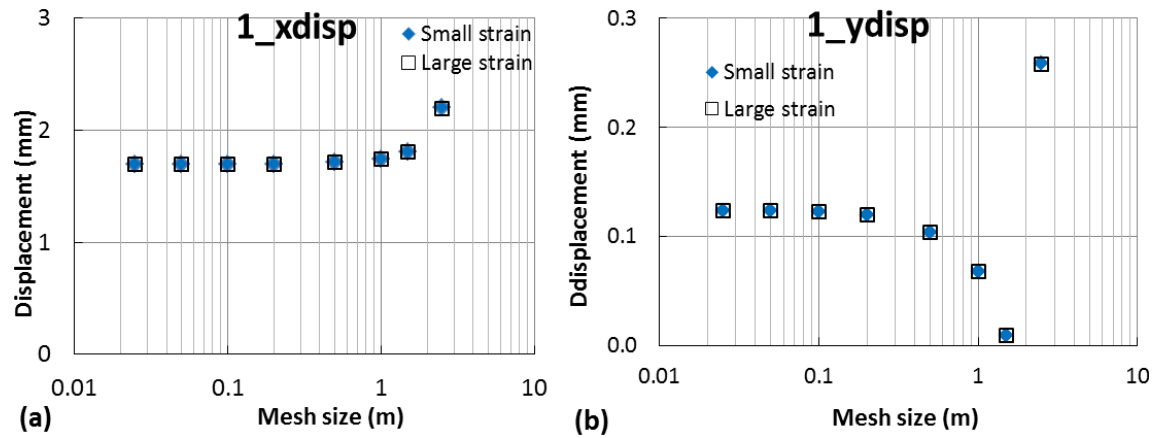 1_xdisp
Small strain
Large strain
3
2
1
0
Displacement (mm)
0.01
0.1
1
10
Mesh size (m)
(a)
1_ydisp
Small strain
Large strain
0.3
0.2
0.1
0.0
Ddisplacement (mm)
0.01
0.1
1
10
Mesh size (m)
(b)